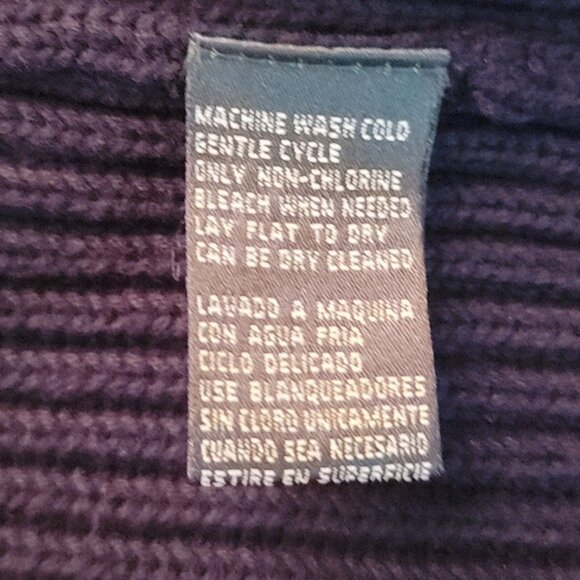 MACHINE WASH COLD
GENTLE CYCLE
ONLY NON-CHLORINE
BLEACH WHEN NEEDED
LAY FLAT TO DRY
CAN BE DRY CLEANED
LAVADO A MAQUINA
CON AGUA FRIA
CICLO DELICADO
USE BLANQUEADORES
SIN CLORO UNICAMENTE
CUANDO SEA NECESARIO
ESTIRE EN SUPERFICIE